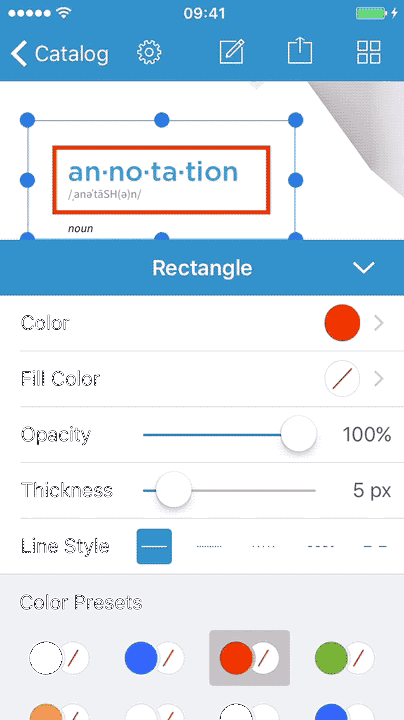 09:41
Catalog
an·no·ta·tion
/ˌanəˈtāSH(ə)n/
noun
Rectangle
Color
Fill Color
Opacity 100%
Thickness 5 px
Line Style
Color Presets